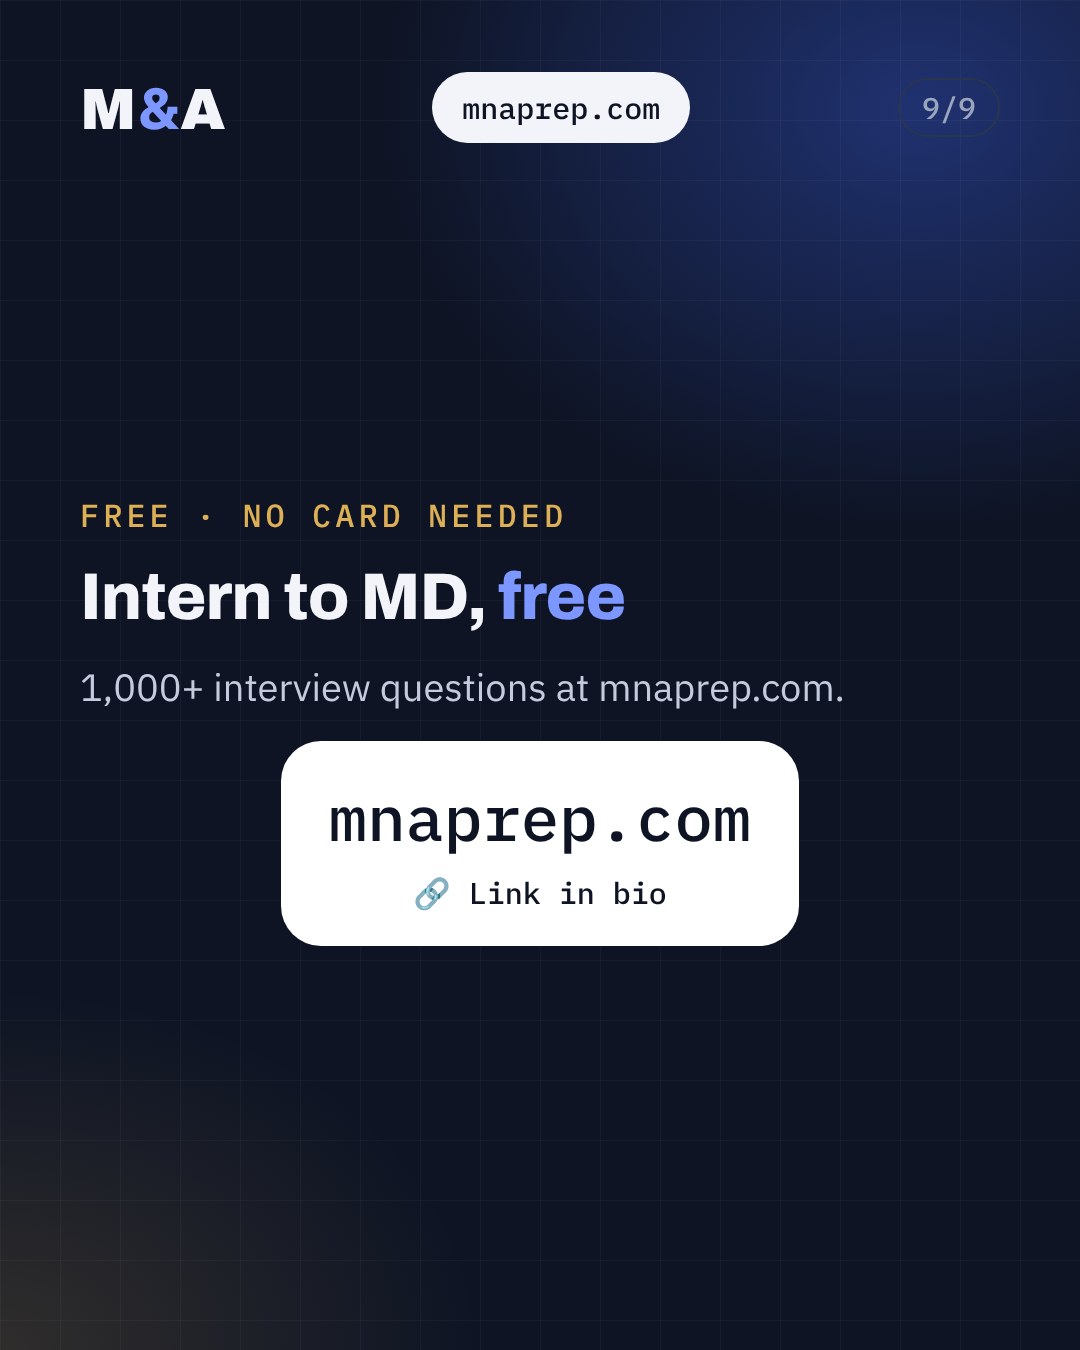 M&A
mnaprep.com
9/9
FREE · NO CARD NEEDED
Intern to MD, free
1,000+ interview questions at mnaprep.com.
mnaprep.com
🔗 Link in bio